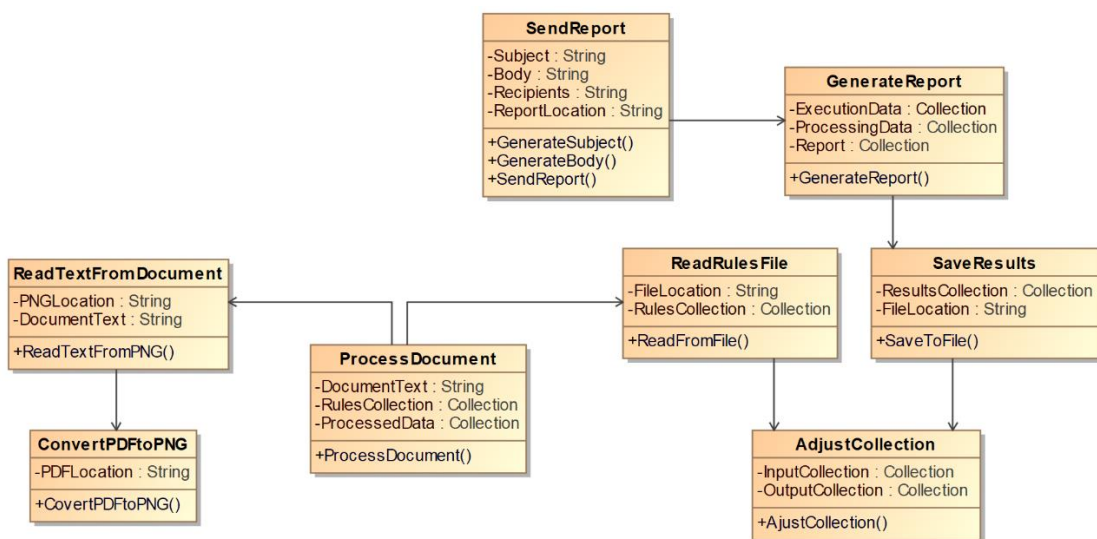 SendReport
-Subject : String
-Body : String
-Recipients : String
-ReportLocation : String
+GenerateSubject()
+GenerateBody()
+SendReport()
GenerateReport
-ExecutionData : Collection
-ProcessingData : Collection
-Report : Collection
+GenerateReport()
ReadTextFromDocument
-PNGLocation : String
-DocumentText : String
+ReadTextFromPNG()
ProcessDocument
-DocumentText : String
-RulesCollection : Collection
-ProcessedData : Collection
+ProcessDocument()
ReadRulesFile
-FileLocation : String
-RulesCollection : Collection
+ReadFromFile()
SaveResults
-ResultsCollection : Collection
-FileLocation : String
+SaveToFile()
ConvertPDFtoPNG
-PDFLocation : String
+CovertPDFtoPNG()
AdjustCollection
-InputCollection : Collection
-OutputCollection : Collection
+AjustCollection()